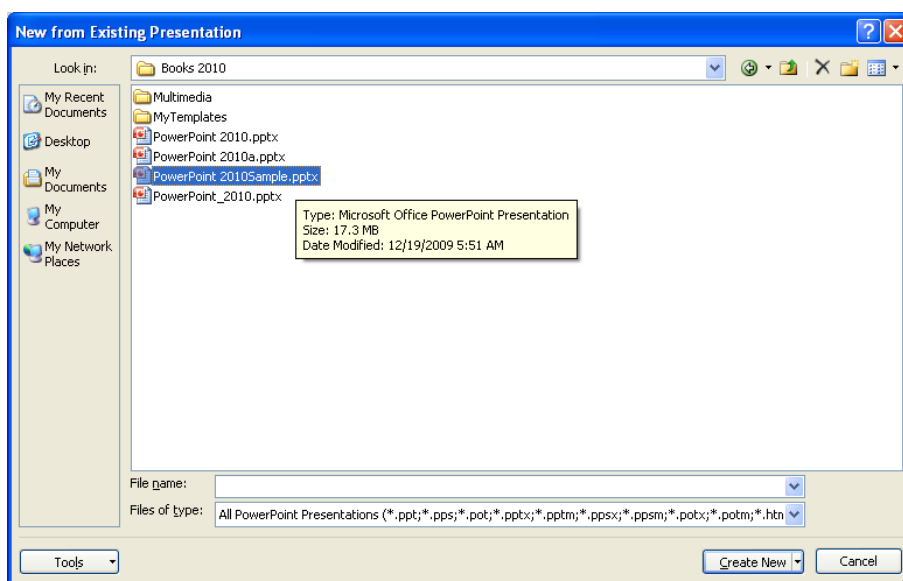 New from Existing Presentation
Look in:
Books 2010
My Recent
Documents
Desktop
My
Documents
My
Computer
My Network
Places
Multimedia
MyTemplates
PowerPoint 2010.pptx
PowerPoint 2010a.pptx
PowerPoint 2010Sample.pptx
PowerPoint_2010.pptx
Type: Microsoft Office PowerPoint Presentation
Size: 17.3 MB
Date Modified: 12/19/2009 5:51 AM
File name:
Files of type:
All PowerPoint Presentations (*.ppt;*.pps;*.pot;*.pptx;*.pptm;*.ppsx;*.ppsm;*.potx;*.potm;*.htn
Tools
Create New
Cancel